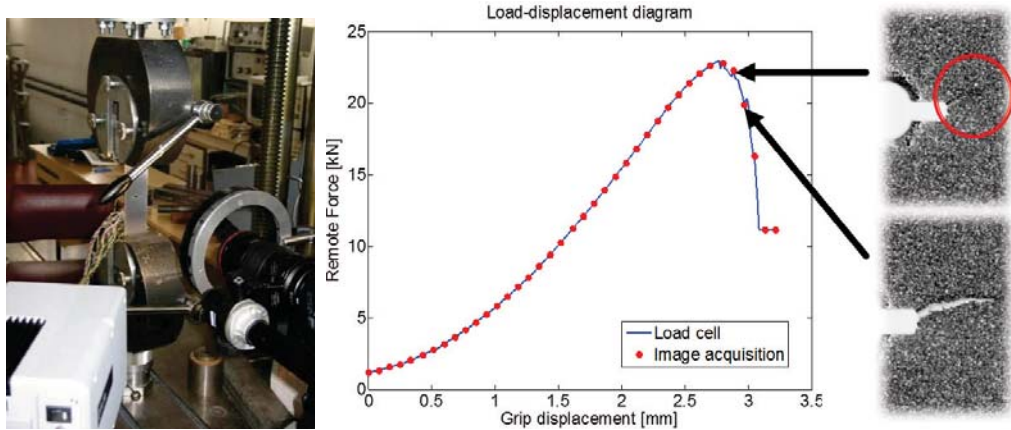 Load-displacement diagram
Remote Force [kN]
25
20
15
10
5
0
0
0.5
1
1.5
2
2.5
3
3.5
Grip displacement [mm]
Load cell
Image acquisition